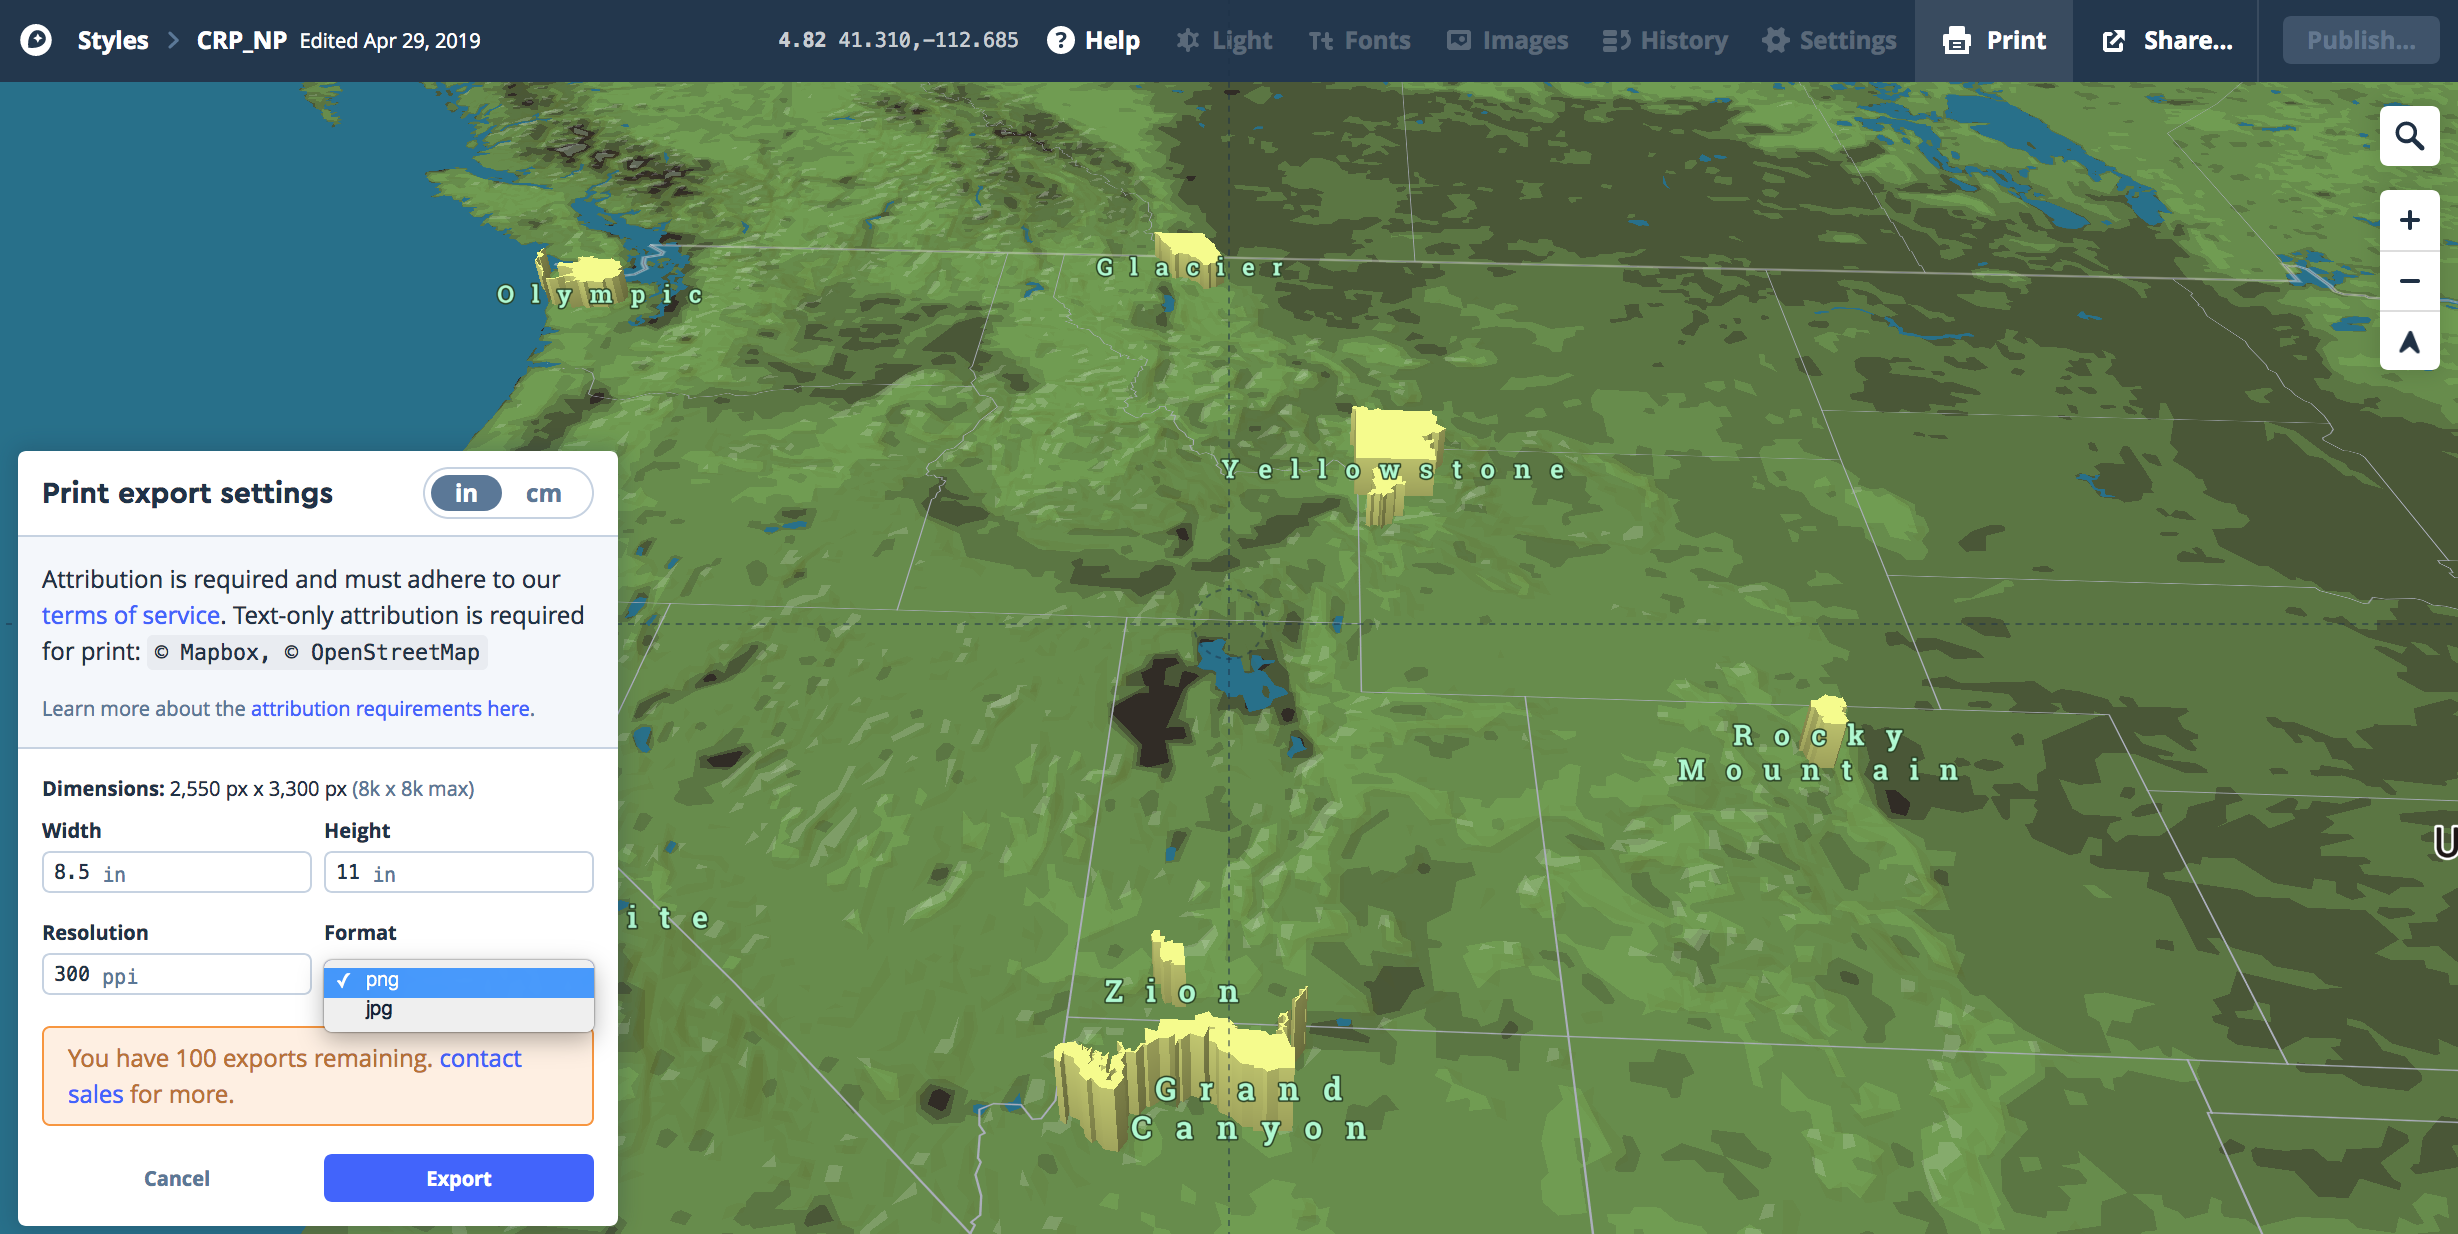 Styles > CRP_NP Edited Apr 29, 2019 4.82 41.310,-112.685 Help Light Fonts Images History Settings Print Share... Publish...
Glacier
Olympic
Yellowstone
Rocky
Mountain
U
ite
Zion
Grand
Canyon
Print export settings in cm
Attribution is required and must adhere to our
terms of service. Text-only attribution is required
for print: © Mapbox, © OpenStreetMap
Learn more about the attribution requirements here.
Dimensions: 2,550 px x 3,300 px (8k x 8k max)
Width Height
8.5 in 11 in
Resolution Format
300 ppi ✓ png
jpg
You have 100 exports remaining. contact
sales for more.
Cancel Export